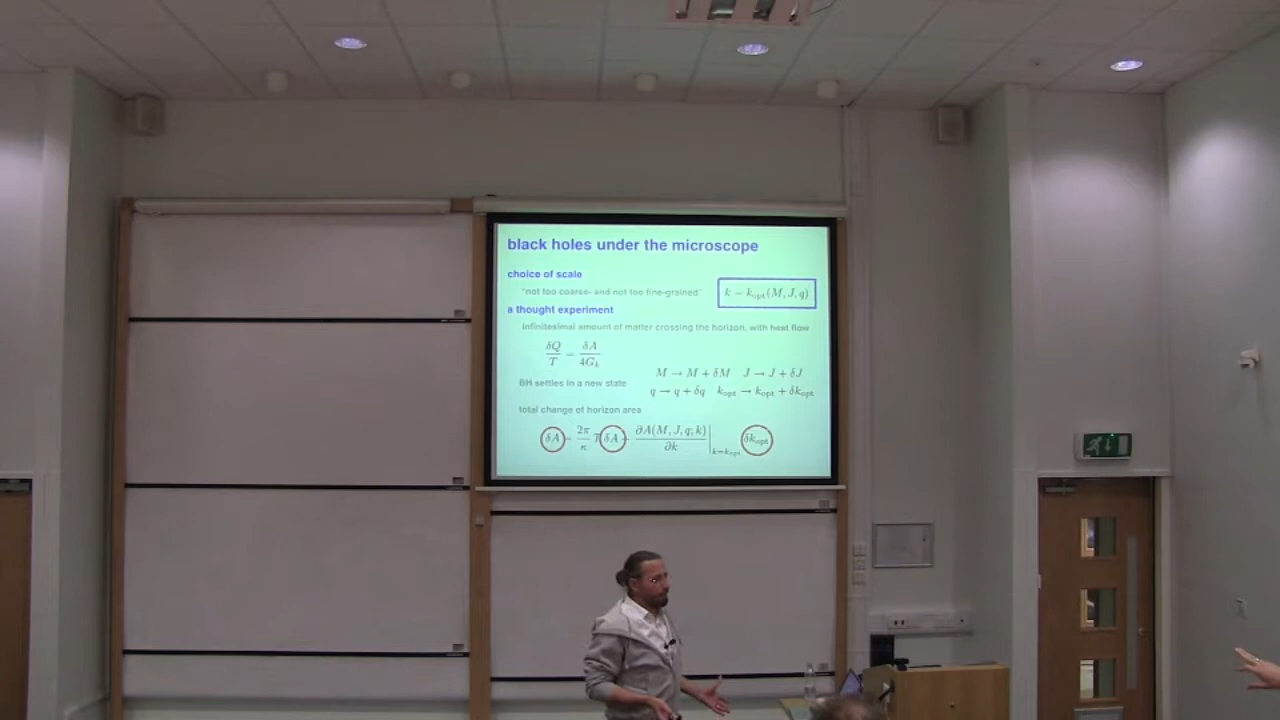 black holes under the microscope
choice of scale
"not too coarse- and not too fine-grained"
k = k_opt(M, J, q)
a thought experiment
Infinitesimal amount of matter crossing the horizon, with heat flow
δQ/T = δA/4G_k
M → M + δM J → J + δJ
BH settles in a new state
q → q + δq k_opt → k_opt + δk_opt
total change of horizon area
δA = 2π/κ T δA + ∂A(M, J, q; k)/∂k |_{k=k_opt} δk_opt